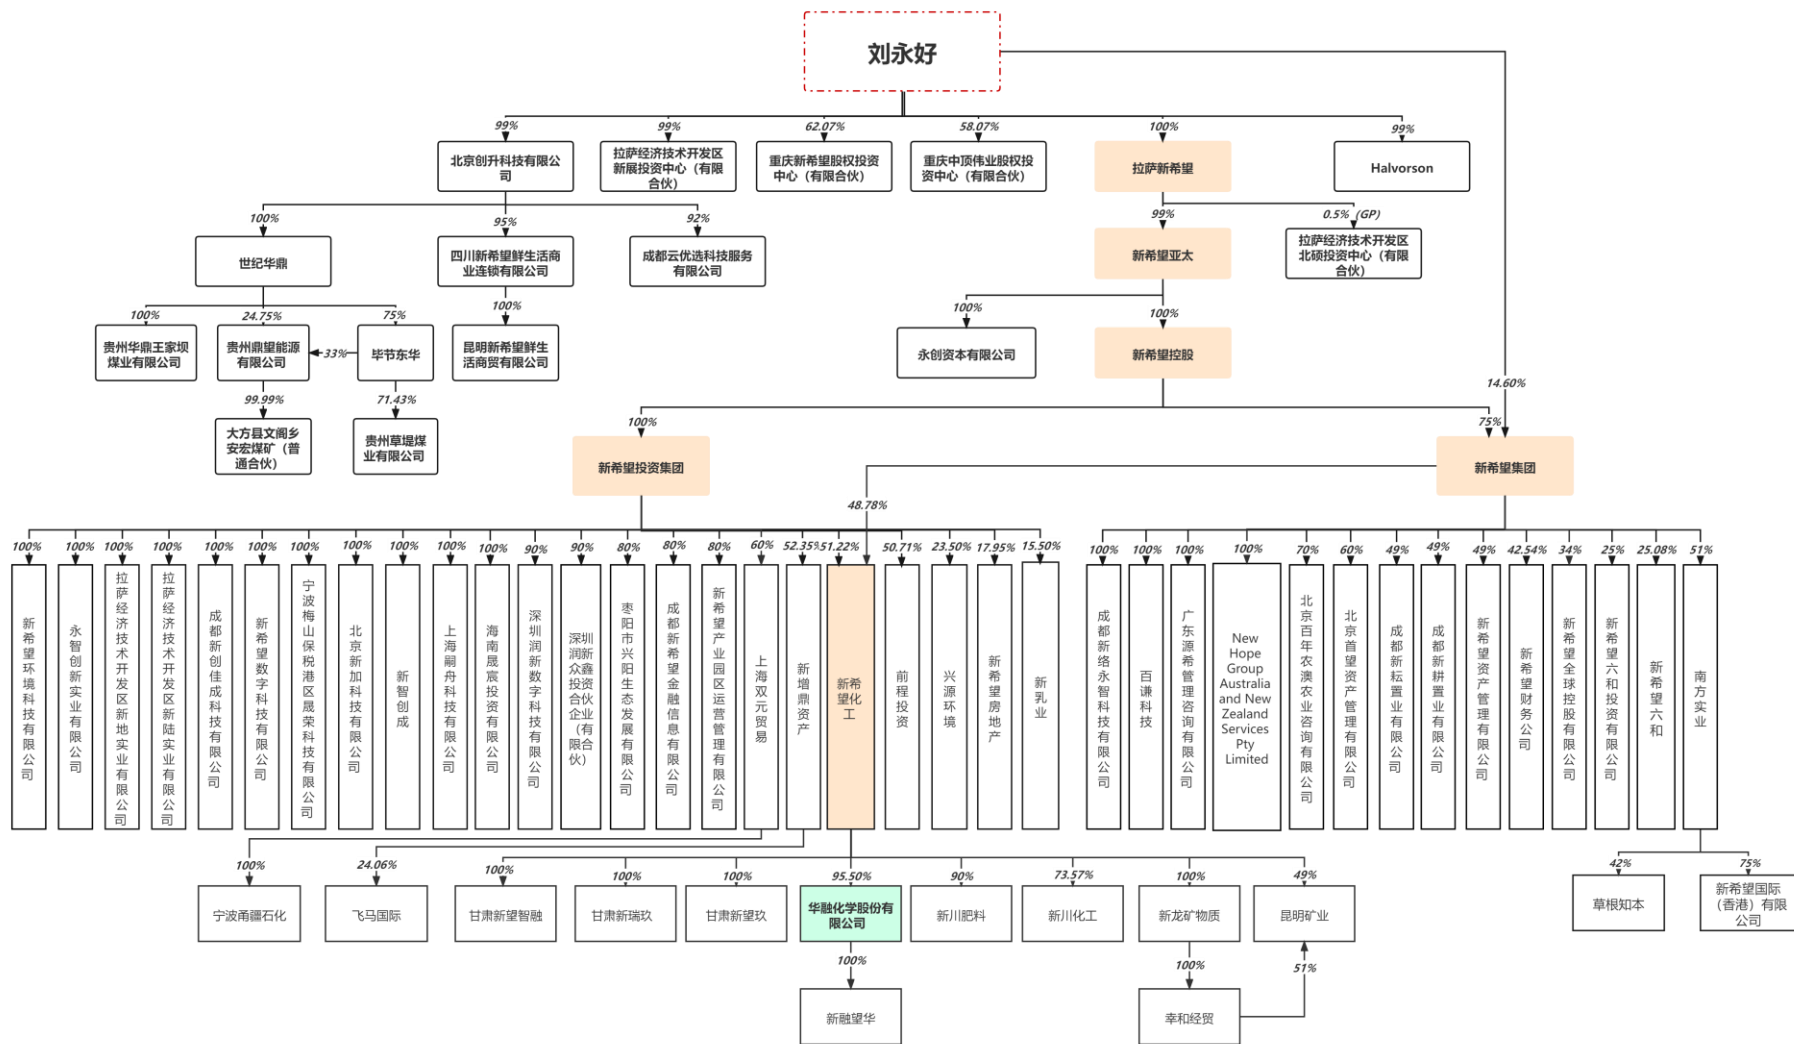 刘永好
99%
99%
62.07%
58.07%
100%
99%
14.60%
北京创升科技有限公
司
拉萨经济技术开发区
新展投资中心（有限
合伙）
重庆新希望股权投资
中心（有限合伙）
重庆中顶伟业股权投
资中心（有限合伙）
拉萨新希望
Halvorson
100%
95%
92%
99%
0.5%（GP）
世纪华鼎
四川新希望鲜生活商
业连锁有限公司
成都云优选科技服务
有限公司
新希望亚太
拉萨经济技术开发区
北硕投资中心（有限
合伙）
100%
24.75%
75%
100%
100%
100%
贵州华鼎王家坝
煤业有限公司
贵州鼎望能源
有限公司
33%
毕节东华
昆明新希望鲜生
活商贸有限公司
永创资本有限公司
新希望控股
99.99%
71.43%
大方县文阁乡
安宏煤矿（普
通合伙）
贵州草堤煤
业有限公司
100%
75%
新希望投资集团
新希望集团
48.78%
100%
100%
100%
100%
100%
100%
100%
100%
100%
100%
90%
90%
80%
80%
80%
60%
52.35%
51.22%
50.71%
23.50%
17.95%
15.50%
100%
100%
100%
100%
70%
60%
49%
49%
49%
42.54%
34%
25%
25.08%
51%
新希望环境科技有限公司
永智创新实业有限公司
拉萨经济技术开发区新地实业有限公司
拉萨经济技术开发区新陆实业有限公司
成都新创佳成科技有限公司
新希望数字科技有限公司
宁波梅山保税港区晟荣科技有限公司
北京新加科技有限公司
新智创成
上海嗣舟科技有限公司
海南晟宸投资有限公司
深圳润新数字科技有限公司
深圳
润新
众鑫
投资
合伙
企业
（有
限合
伙）
枣阳市兴阳生态发展有限公司
成都新希望金融信息有限公司
新希望产业园区运营管理有限公司
上海双元贸易
新增鼎资产
新希
望化
工
前程投资
兴源环境
新希望房地产
新乳业
成都新络永智科技有限公司
百谦科技
广东源希管理咨询有限公司
New
Hope
Group
Australia
and New
Zealand
Services
Pty
Limited
北京百年农澳农业咨询有限公司
北京首望资产管理有限公司
成都新耘置业有限公司
成都新耕置业有限公司
新希望资产管理有限公司
新希望财务公司
新希望全球控股有限公司
新希望六和投资有限公司
新希望六和
南方实业
100%
24.06%
100%
100%
100%
95.50%
90%
73.57%
100%
49%
42%
75%
宁波甬疆石化
飞马国际
甘肃新望智融
甘肃新瑞玖
甘肃新望玖
华融化学股份有
限公司
新川肥料
新川化工
新龙矿物质
昆明矿业
草根知本
新希望国际
（香港）有限
公司
100%
100%
51%
新融望华
幸和经贸